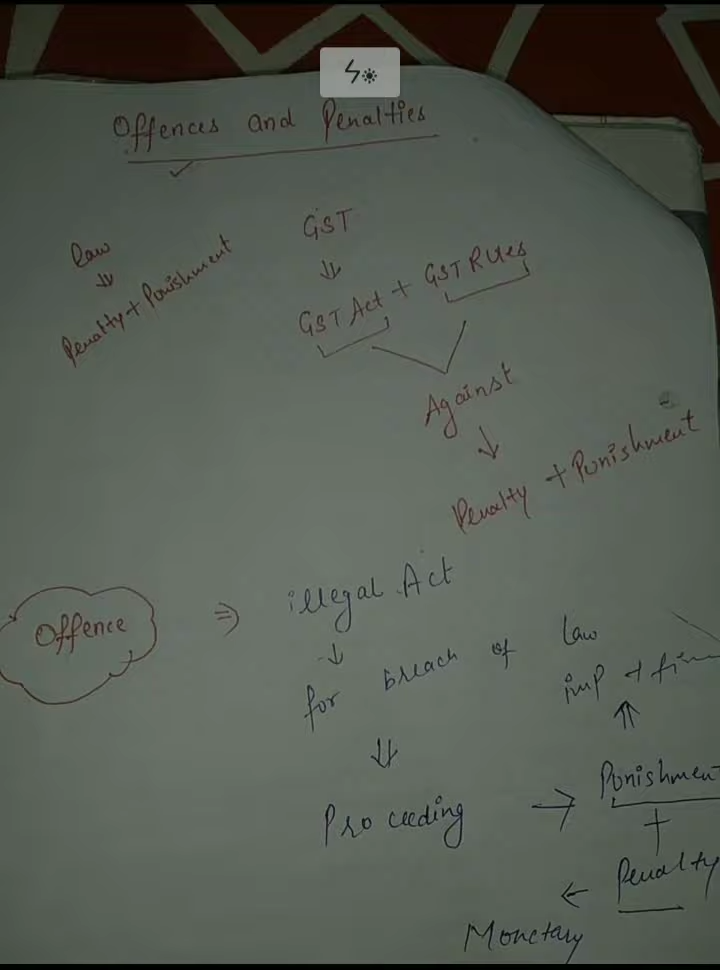 Offences and Penalties
Law
Penalty + Punishment
GST
GST Act + GST Rules
Against
Penalty + Punishment
Offence
illegal Act
for breach of law
Proceeding
imp +
Punishment
+
Penalty
Monetary